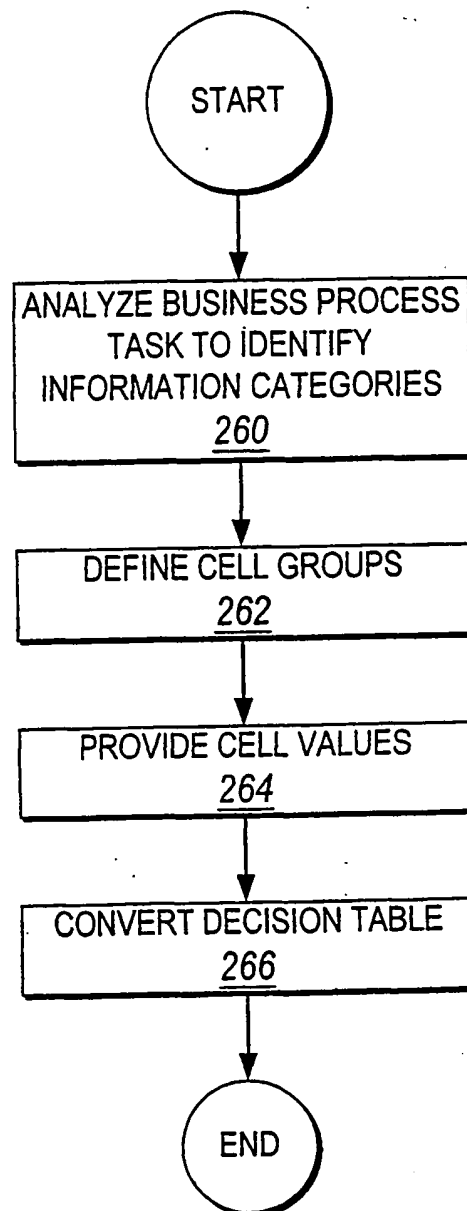 START
ANALYZE BUSINESS PROCESS
TASK TO IDENTIFY
INFORMATION CATEGORIES
260
DEFINE CELL GROUPS
262
PROVIDE CELL VALUES
264
CONVERT DECISION TABLE
266
END